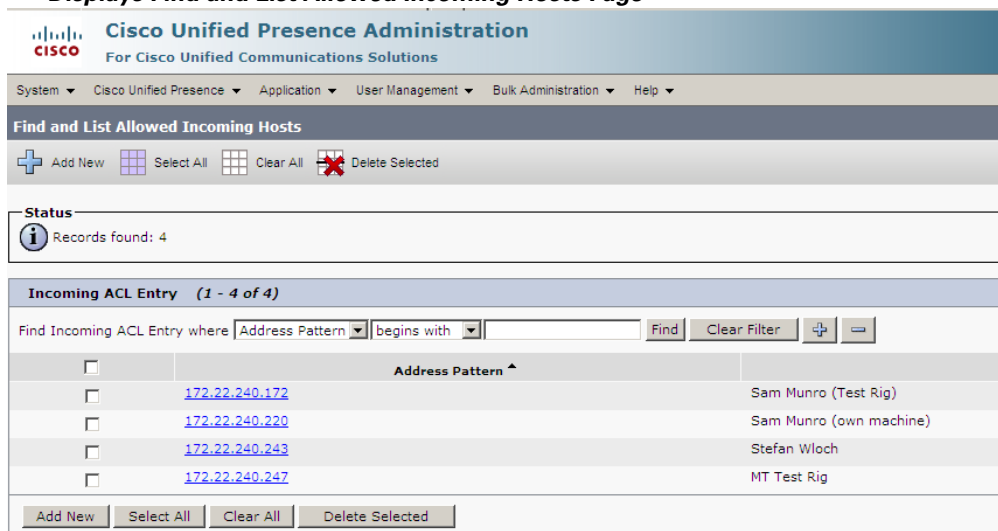 Displays Find and List Allowed Incoming Hosts Page
CISCO
Cisco Unified Presence Administration
For Cisco Unified Communications Solutions
System Cisco Unified Presence Application User Management Bulk Administration Help
Find and List Allowed Incoming Hosts
Add New Select All Clear All Delete Selected
Status
Records found: 4
Incoming ACL Entry (1 - 4 of 4)
Find Incoming ACL Entry where Address Pattern begins with Find Clear Filter
Address Pattern
172.22.240.172 Sam Munro (Test Rig)
172.22.240.220 Sam Munro (own machine)
172.22.240.243 Stefan Wloch
172.22.240.247 MT Test Rig
Add New Select All Clear All Delete Selected